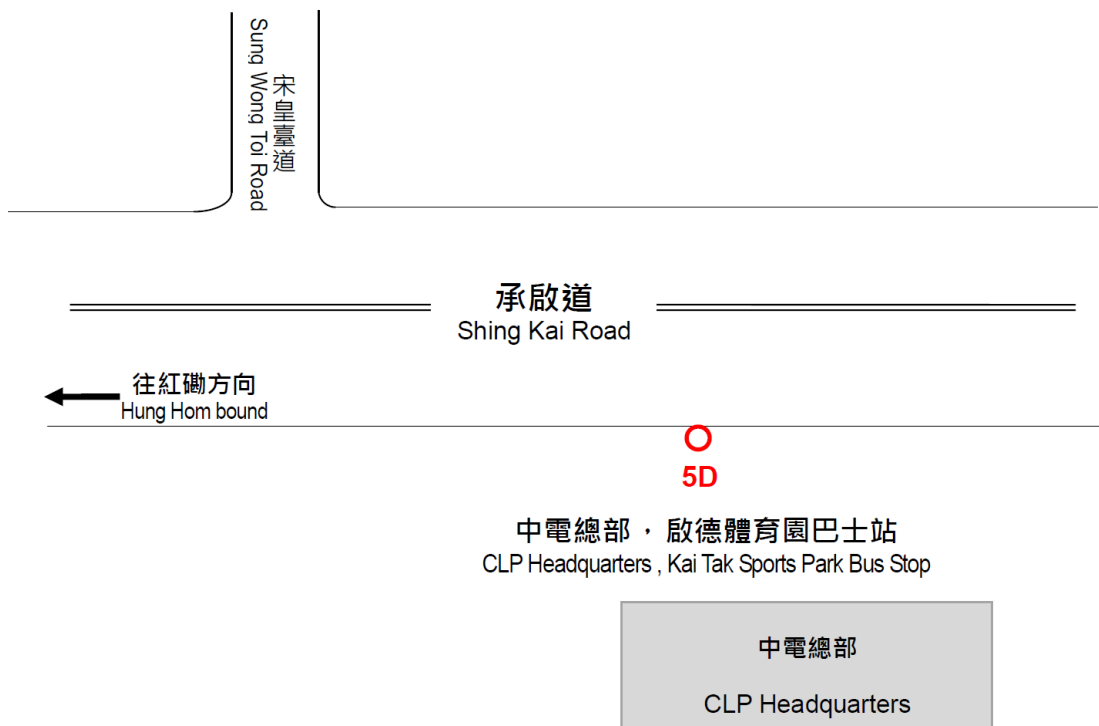 宋皇臺道
Sung Wong Toi Road
承啟道
Shing Kai Road
往紅磡方向
Hung Hom bound
5D
中電總部，啟德體育園巴士站
CLP Headquarters , Kai Tak Sports Park Bus Stop
中電總部
CLP Headquarters